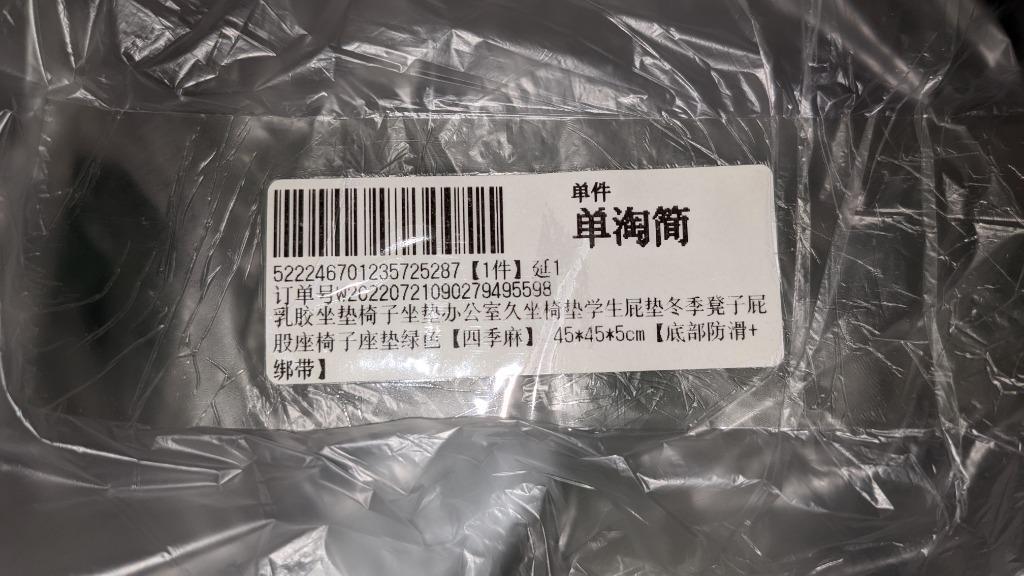 单件
单淘简
5222467012357252​87【1件】延1
订单号w20220721090279495598
乳胶坐垫椅子坐垫办公室久坐椅垫学生屁垫冬季凳子屁
股座椅子座垫绿色【四季麻】 45*45*5cm【底部防滑+
绑带】